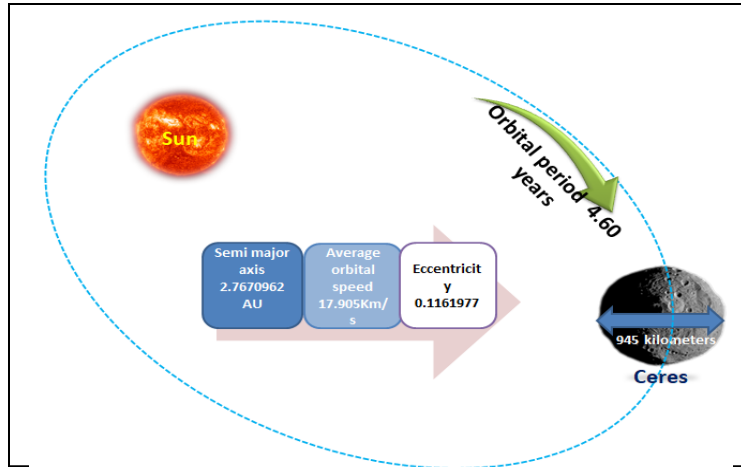 Sun
Orbital period 4.60
years
Semi major
axis
2.7670962
AU
Average
orbital
speed
17.905Km/
s
Eccentricit
y
0.1161977
945 kilometers
Ceres